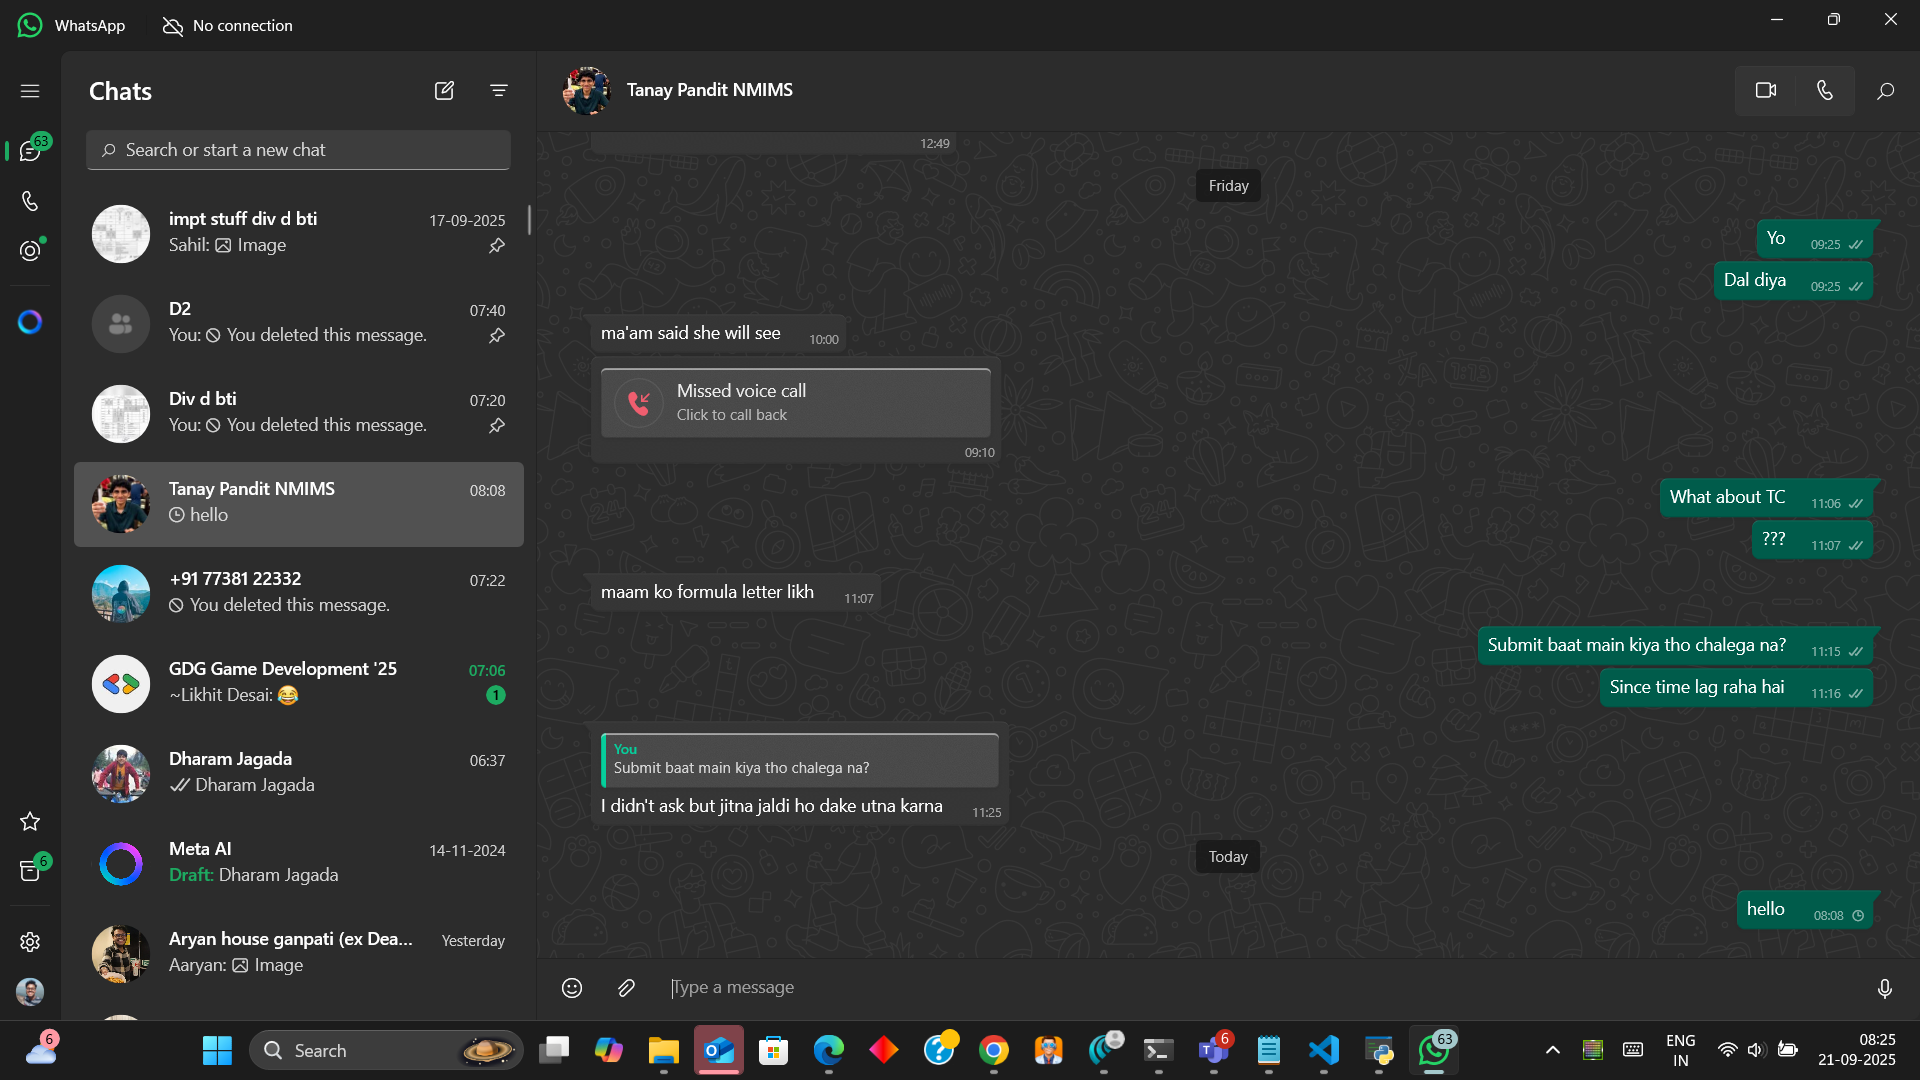 WhatsApp
No connection
Chats
Search or start a new chat
63
impt stuff div d bti
17-09-2025
Sahil: Image
D2
07:40
You: You deleted this message.
Div d bti
07:20
You: You deleted this message.
Tanay Pandit NMIMS
08:08
hello
+91 77381 22332
07:22
You deleted this message.
GDG Game Development '25
07:06
~Likhit Desai: 😂
1
Dharam Jagada
06:37
Dharam Jagada
Meta AI
14-11-2024
Draft: Dharam Jagada
6
Aryan house ganpati (ex Dea...
Yesterday
Aaryan: Image
Tanay Pandit NMIMS
12:49
Friday
Yo 09:25
Dal diya 09:25
ma'am said she will see 10:00
Missed voice call
Click to call back
09:10
What about TC 11:06
??? 11:07
maam ko formula letter likh 11:07
Submit baat main kiya tho chalega na? 11:15
Since time lag raha hai 11:16
You
Submit baat main kiya tho chalega na?
I didn't ask but jitna jaldi ho dake utna karna 11:25
Today
hello 08:08
Type a message
6
Search
6
63
ENG
IN
08:25
21-09-2025